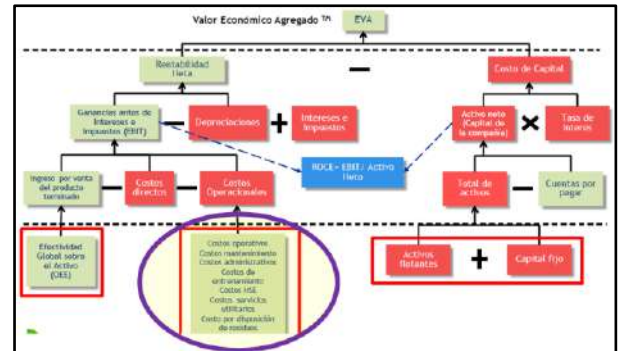 Valor Económico Agregado ™
EVA
Rentabilidad
Neta
Costo de Capital
Ganancias antes de
Intereses e
Impuestos (EBIT)
Depreciaciones
Intereses e
Impuestos
Activo neto
(Capital de
la compañía)
Tasa de
Interés
ROCE= EBIT/ Activo
Neto
Ingreso por venta
del producto
terminado
Costos
directos
Costos
Operacionales
Total de
activos
Cuentas por
pagar
Efectividad
Global sobre
el Activo
(OEE)
Costos operativos
Costos mantenimiento
Costos administrativos
Costos de
entrenamiento
Costos HSE
Costos servicios
utilitarios
Costo por disposición
de residuos
Activos
flotantes
+
Capital fijo